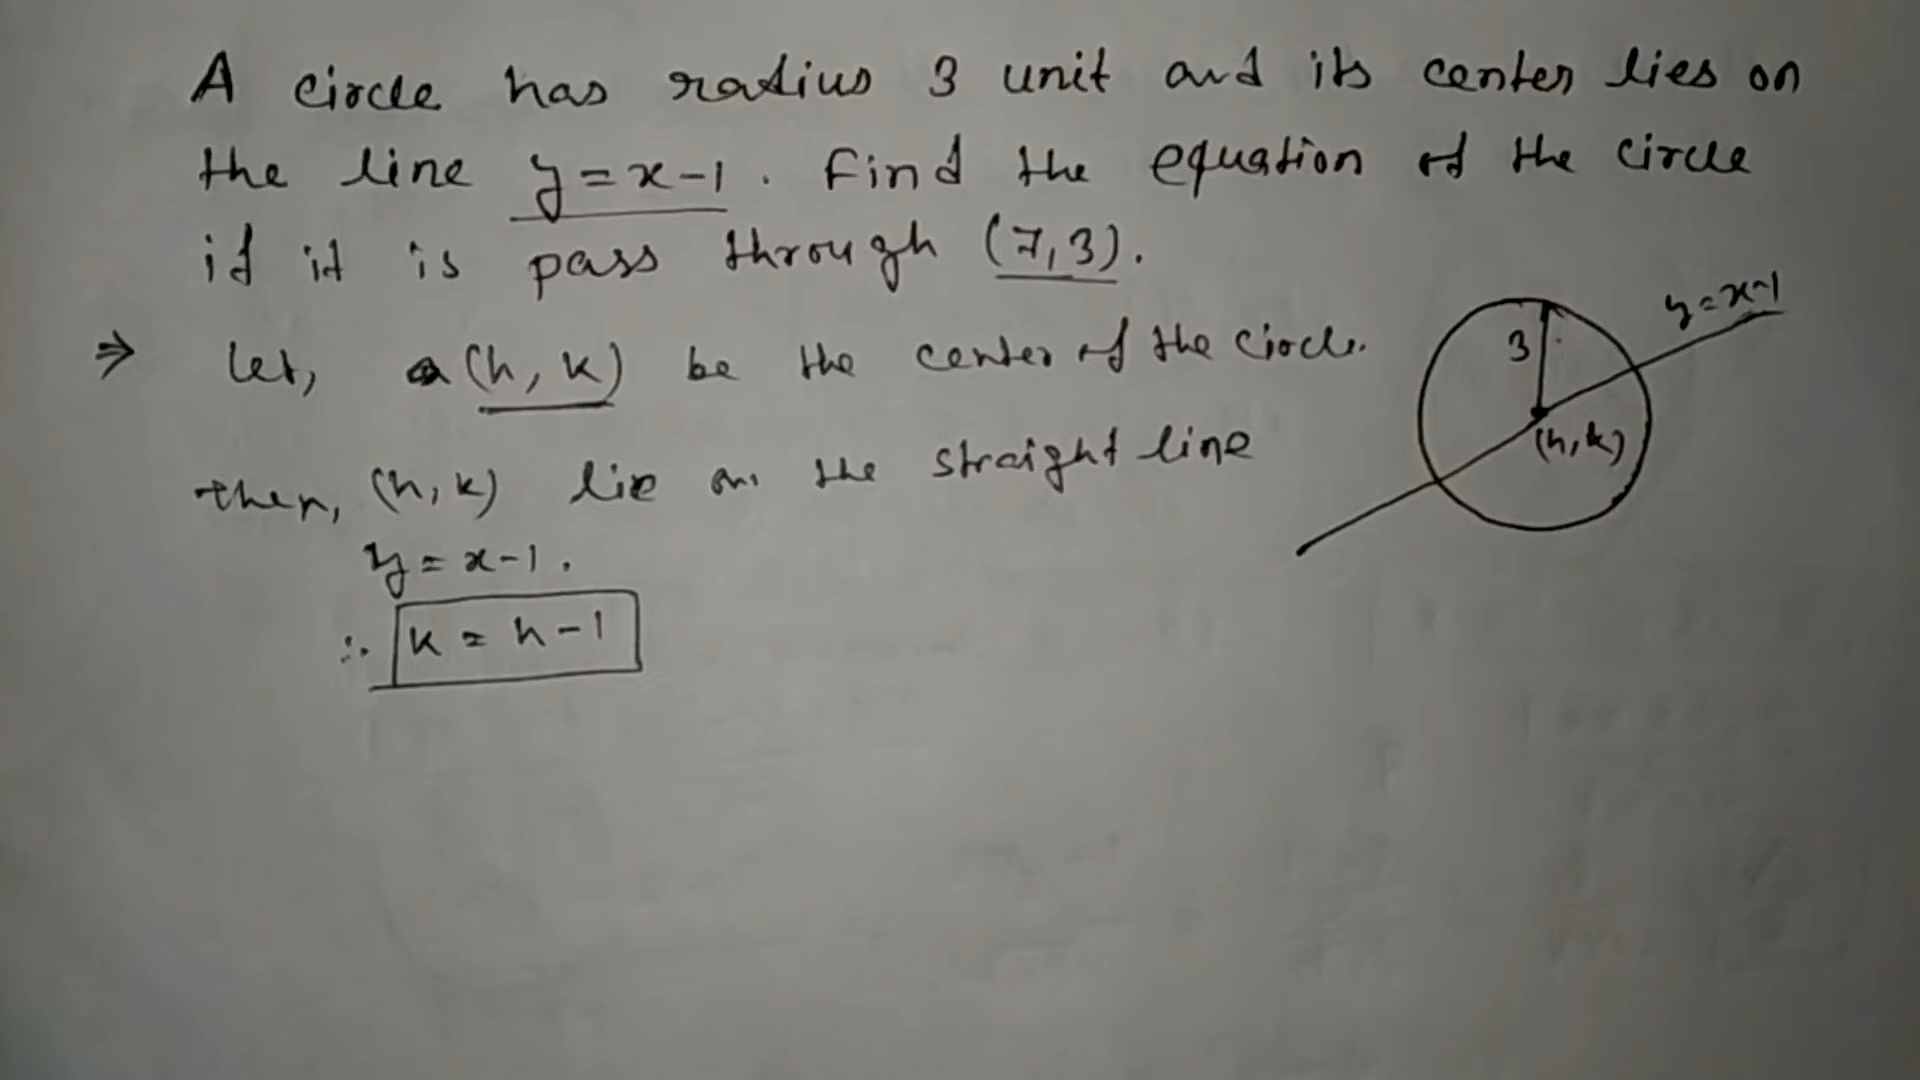 A circle has radius 3 unit and its center lies on
the line y=x-1. Find the equation of the circle
if it is pass through (7,3).
⇒ Let, (h, k) be the center of the circle.
then, (h, k) lie on the straight line
y = x-1.
∴ k = h-1
y=x-1
3
(h,k)